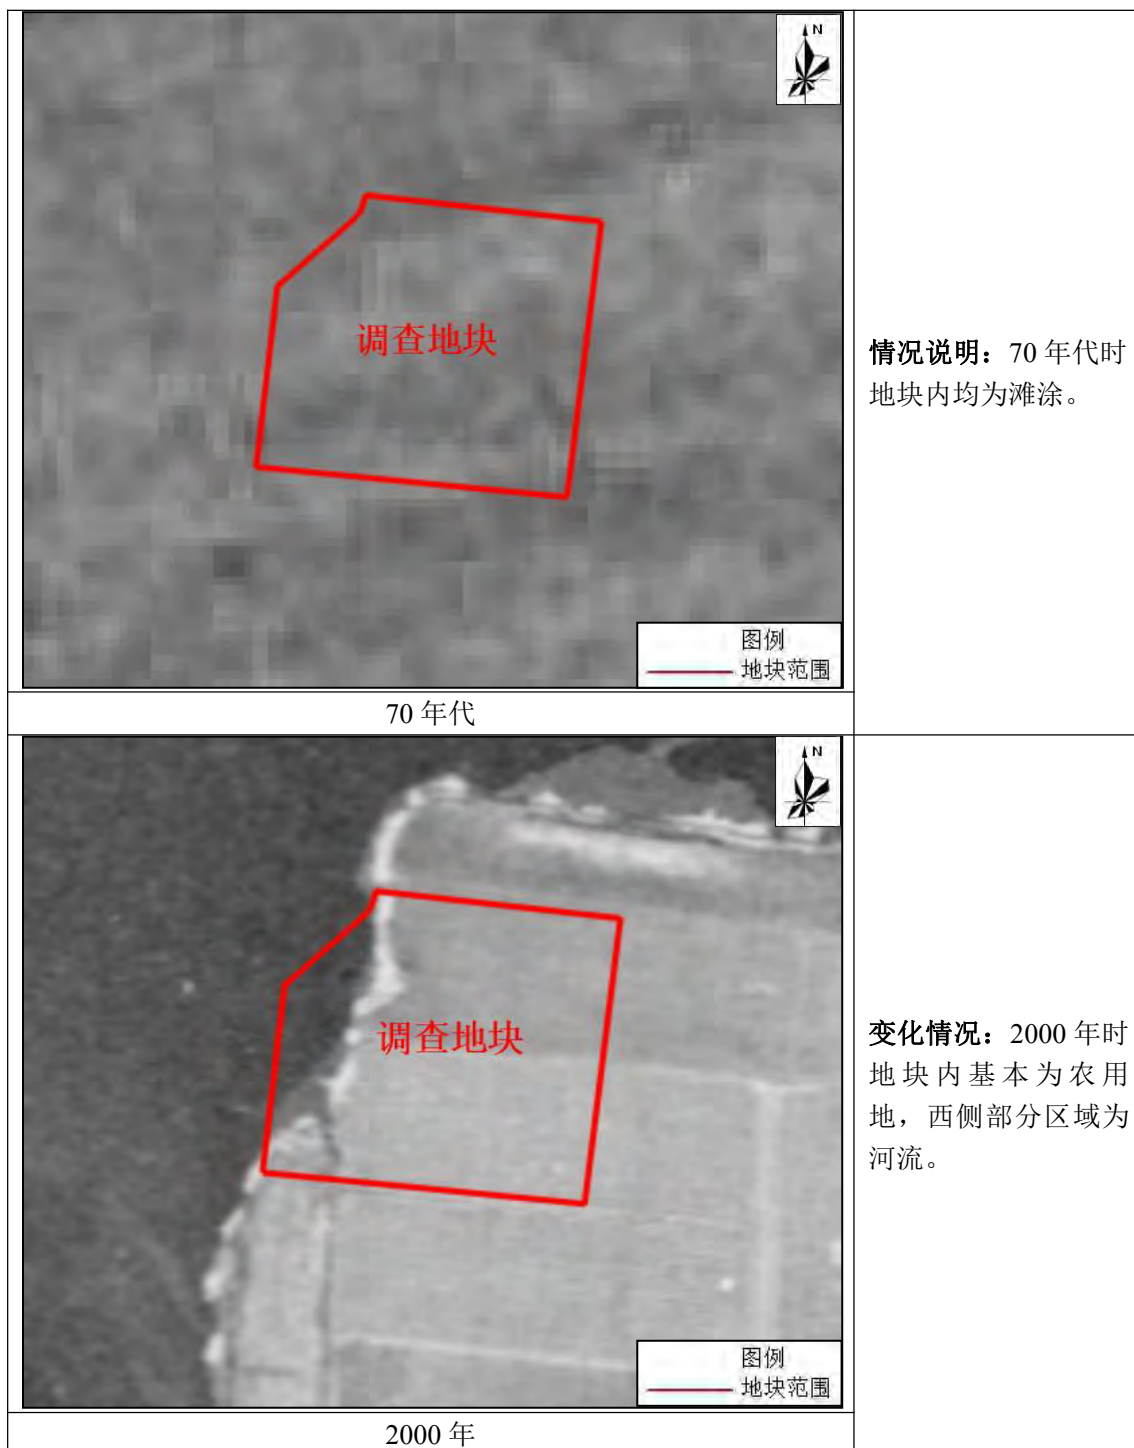 N
调查地块
图例
地块范围
情况说明：70 年代时
地块内均为滩涂。
70 年代
N
调查地块
图例
地块范围
变化情况：2000 年时
地块内基本为农用
地，西侧部分区域为
河流。
2000 年